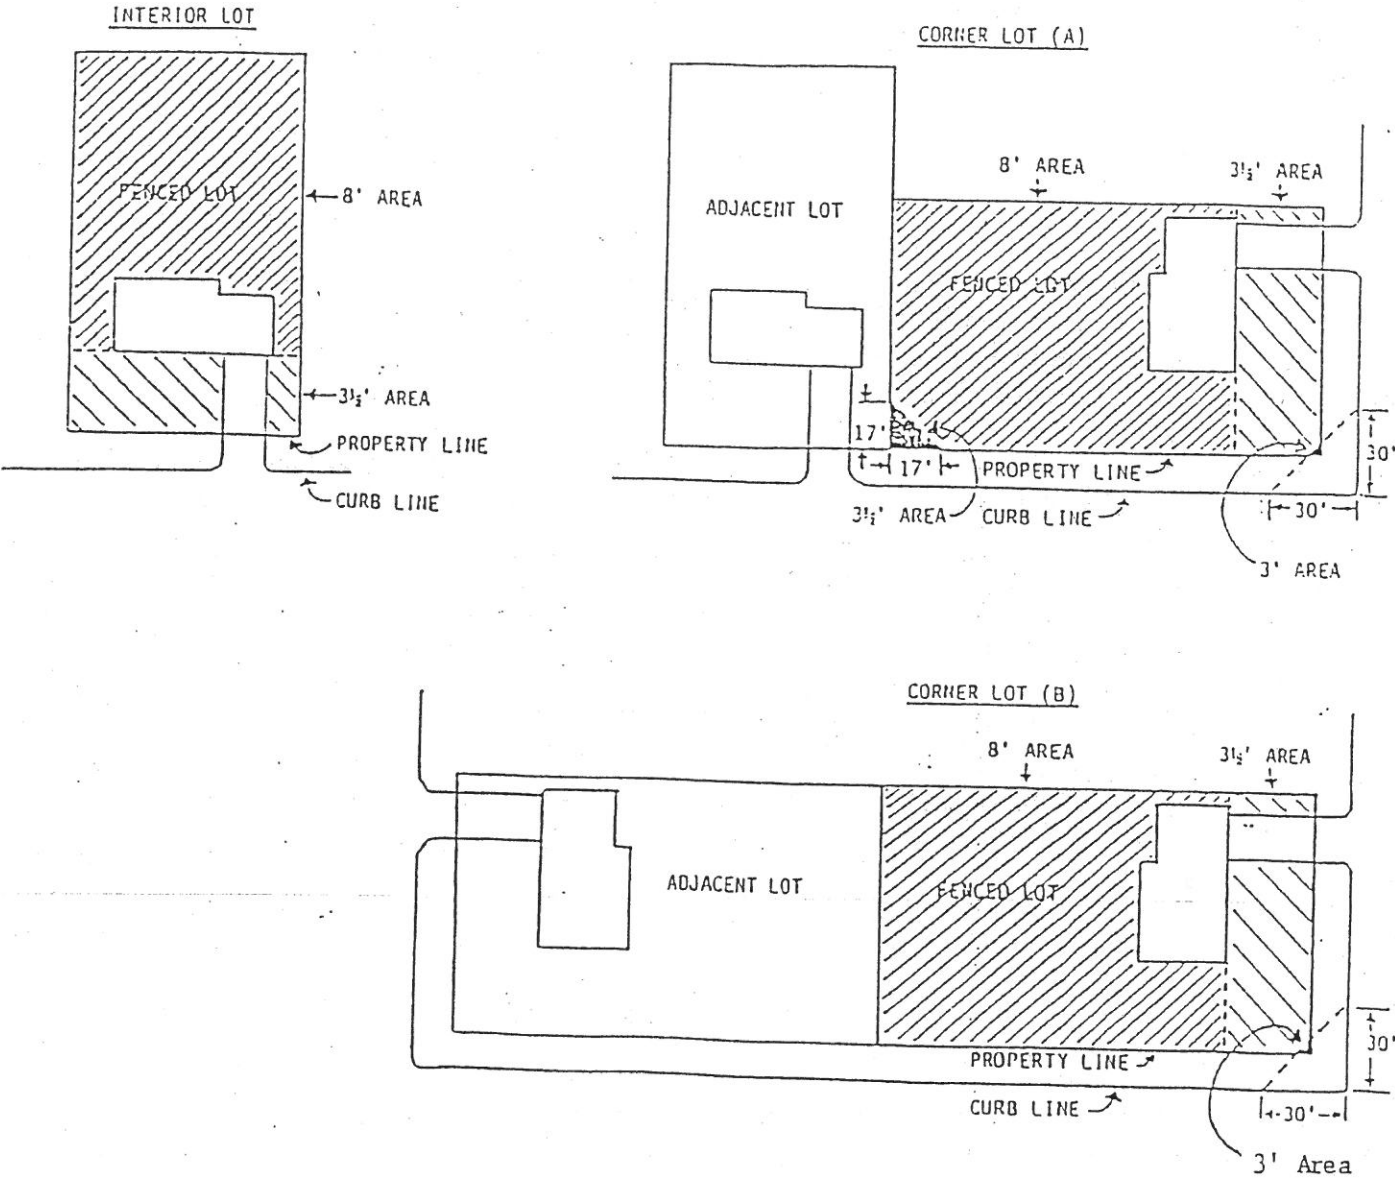 INTERIOR LOT
FENCED LOT
8' AREA
3½' AREA
PROPERTY LINE
CURB LINE
CORNER LOT (A)
8' AREA
3½' AREA
ADJACENT LOT
FENCED LOT
17'
17'
PROPERTY LINE
30'
3½' AREA
CURB LINE
30'
3' AREA
CORNER LOT (B)
8' AREA
3½' AREA
ADJACENT LOT
FENCED LOT
30'
PROPERTY LINE
CURB LINE
30'
3' Area